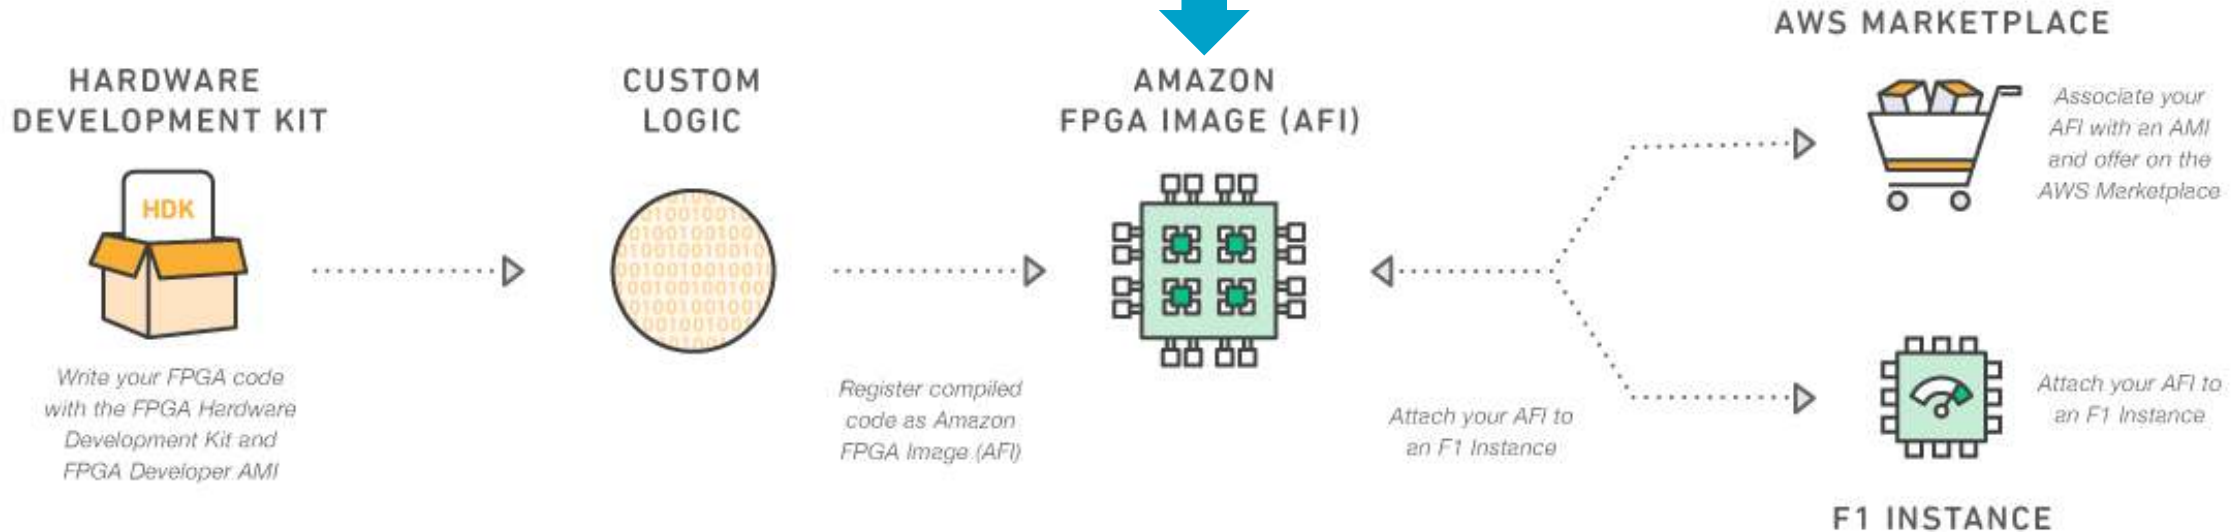 HARDWARE
DEVELOPMENT KIT
HDK
Write your FPGA code
with the FPGA Hardware
Development Kit and
FPGA Developer AMI
CUSTOM
LOGIC
Register compiled
code as Amazon
FPGA Image (AFI)
AMAZON
FPGA IMAGE (AFI)
Attach your AFI to
an F1 Instance
AWS MARKETPLACE
Associate your
AFI with an AMI
and offer on the
AWS Marketplace
Attach your AFI to
an F1 Instance
F1 INSTANCE